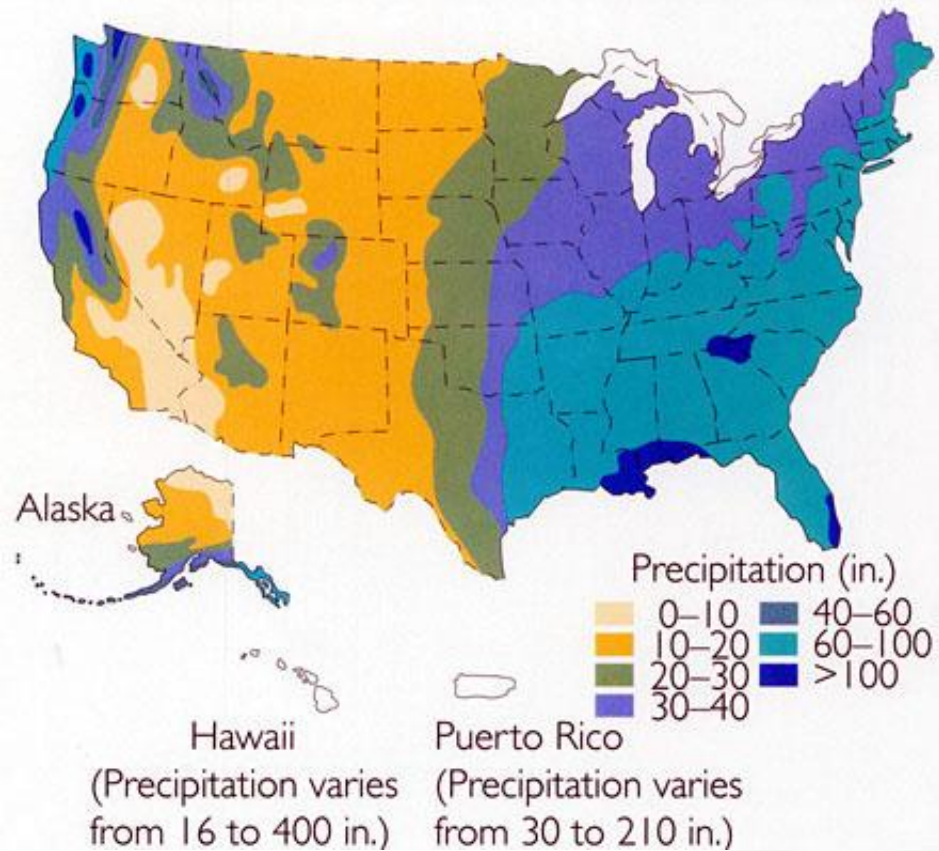 Alaska
Precipitation (in.)
0–10
10–20
20–30
30–40
40–60
60–100
>100
Hawaii
(Precipitation varies
from 16 to 400 in.)
Puerto Rico
(Precipitation varies
from 30 to 210 in.)